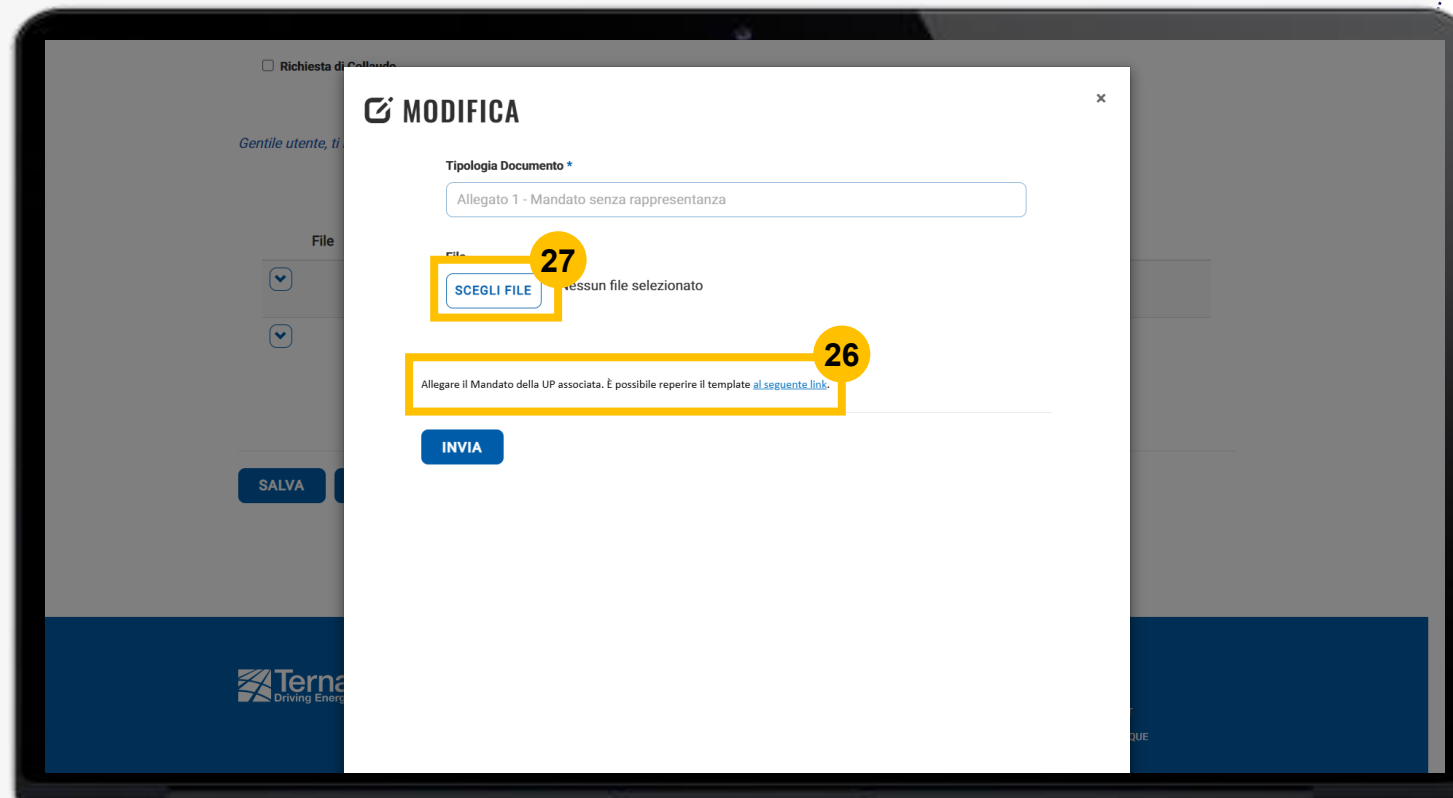 Richiesta di Collaudo
MODIFICA
×
Gentile utente, ti
Tipologia Documento *
Allegato 1 - Mandato senza rappresentanza
File
File
27
SCEGLI FILE
Nessun file selezionato
26
Allegare il Mandato della UP associata. È possibile reperire il template al seguente link.
INVIA
SALVA
Terna
Driving Energ
QUE